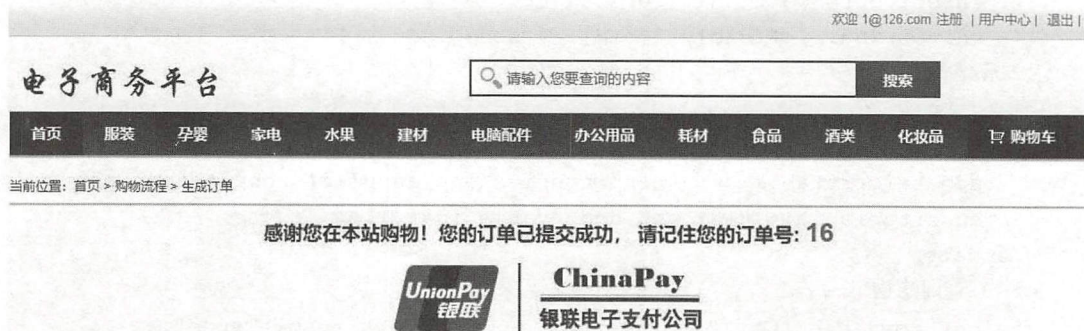 欢迎 1@126.com 注册 | 用户中心 | 退出 |
电子商务平台
请输入您要查询的内容 搜索
首页 服装 孕婴 家电 水果 建材 电脑配件 办公用品 耗材 食品 酒类 化妆品 购物车
当前位置: 首页 > 购物流程 > 生成订单
感谢您在本站购物! 您的订单已提交成功, 请记住您的订单号: 16
UnionPay ChinaPay
银联 银联电子支付公司